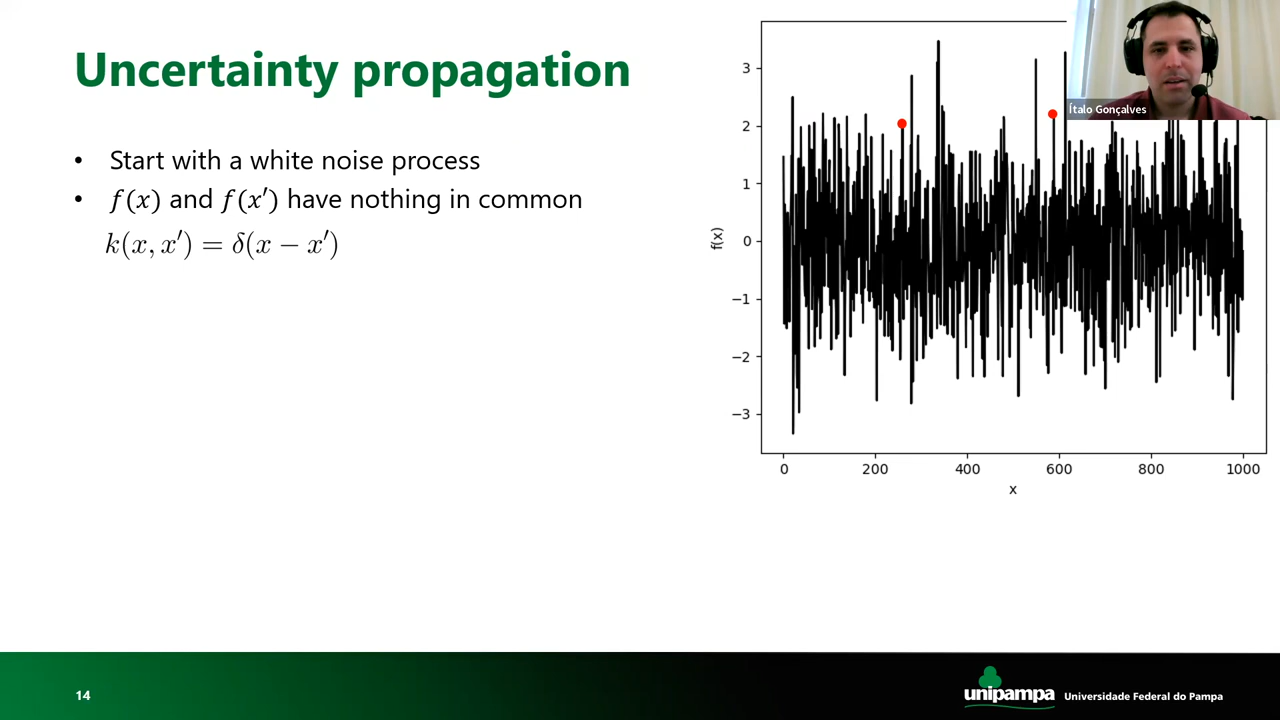 Uncertainty propagation
• Start with a white noise process
• f(x) and f(x′) have nothing in common
k(x, x′) = δ(x − x′)
Ítalo Gonçalves
3
2
1
0
−1
−2
−3
f(x)
0 200 400 600 800 1000
x
14
unipampa
Universidade Federal do Pampa